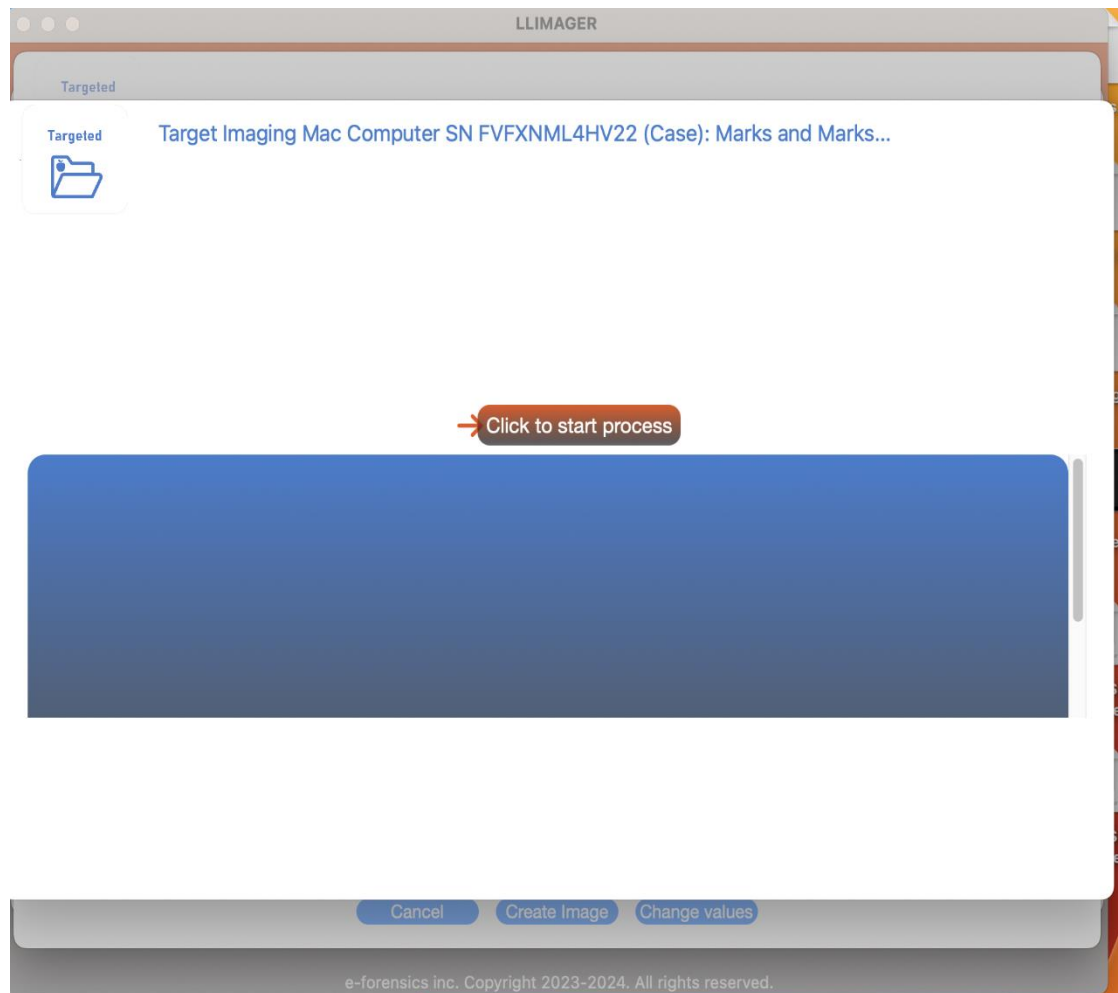 LLIMAGER
Targeted
Targeted
Target Imaging Mac Computer SN FVFXNML4HV22 (Case): Marks and Marks...
Click to start process
Cancel
Create Image
Change values
e-forensics inc. Copyright 2023-2024. All rights reserved.